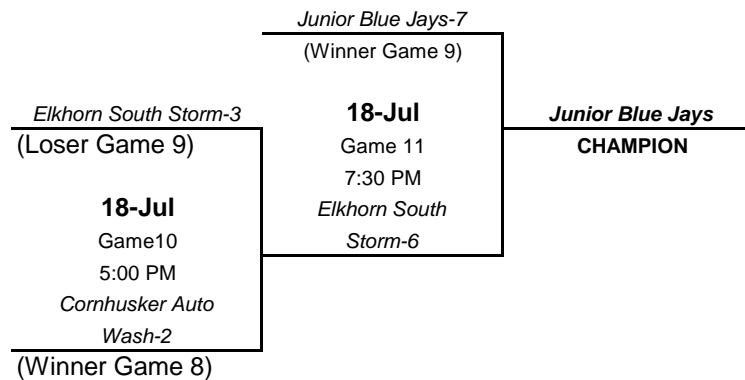 Junior Blue Jays-7
(Winner Game 9)
Elkhorn South Storm-3
(Loser Game 9)
18-Jul
Game10
5:00 PM
Cornhusker Auto
Wash-2
(Winner Game 8)
18-Jul
Game 11
7:30 PM
Elkhorn South
Storm-6
Junior Blue Jays
CHAMPION